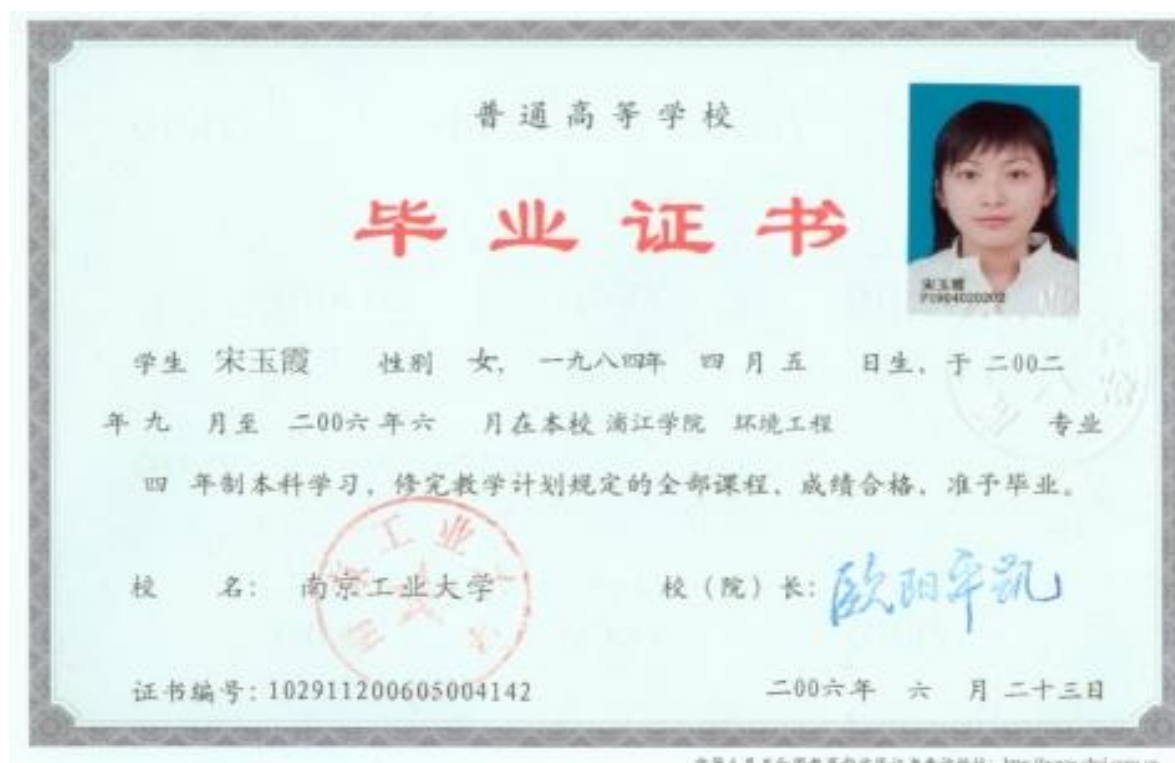 普通高等学校
毕业证书
宋玉霞
P1904020202
学生 宋玉霞 性别 女, 一九八四年 四 月 五 日生, 于 二00二
年 九 月至 二00六 年 六 月在本校 浦江学院 环境工程 专业
四 年制本科学习, 修完教学计划规定的全部课程, 成绩合格, 准予毕业。
校 名: 南京工业大学 校(院)长: 欧阳平凯
证书编号: 102911200605004142 二00六年 六 月 二十三日